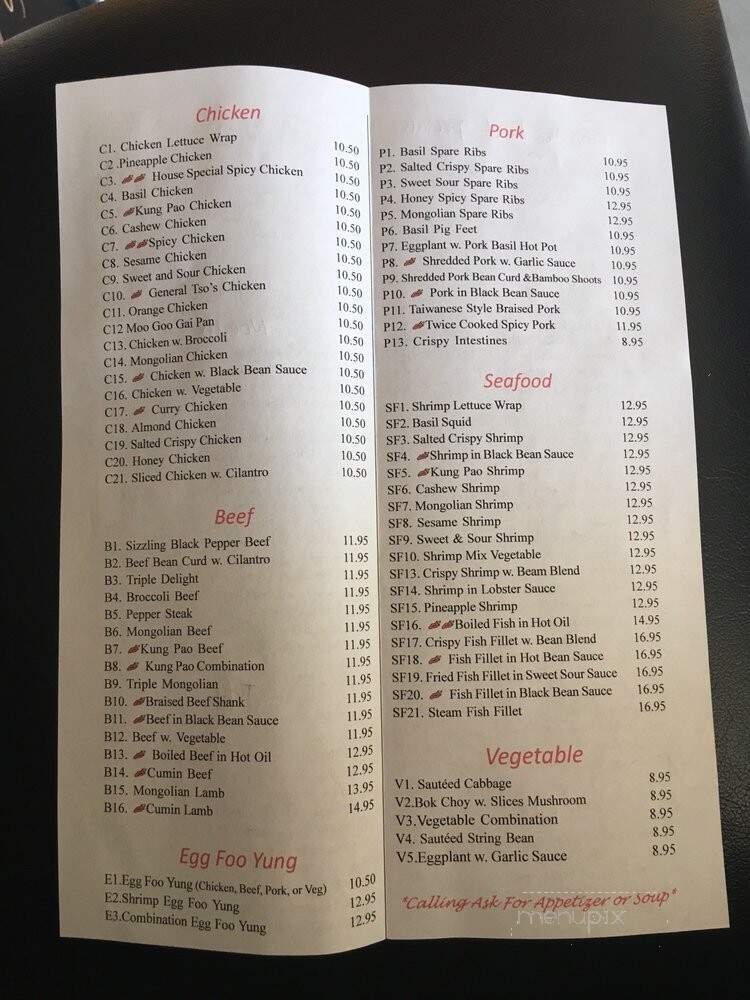 Chicken
C1. Chicken Lettuce Wrap 10.50
C2 .Pineapple Chicken 10.50
C3. House Special Spicy Chicken 10.50
C4. Basil Chicken 10.50
C5. Kung Pao Chicken 10.50
C6. Cashew Chicken 10.50
C7. Spicy Chicken 10.50
C8. Sesame Chicken 10.50
C9. Sweet and Sour Chicken 10.50
C10. General Tso's Chicken 10.50
C11. Orange Chicken 10.50
C12 Moo Goo Gai Pan 10.50
C13. Chicken w. Broccoli 10.50
C14. Mongolian Chicken 10.50
C15. Chicken w. Black Bean Sauce 10.50
C16. Chicken w. Vegetable 10.50
C17. Curry Chicken 10.50
C18. Almond Chicken 10.50
C19. Salted Crispy Chicken 10.50
C20. Honey Chicken 10.50
C21. Sliced Chicken w. Cilantro 10.50
Beef
B1. Sizzling Black Pepper Beef 11.95
B2. Beef Bean Curd w. Cilantro 11.95
B3. Triple Delight 11.95
B4. Broccoli Beef 11.95
B5. Pepper Steak 11.95
B6. Mongolian Beef 11.95
B7. Kung Pao Beef 11.95
B8. Kung Pao Combination 11.95
B9. Triple Mongolian 11.95
B10. Braised Beef Shank 11.95
B11. Beef in Black Bean Sauce 11.95
B12. Beef w. Vegetable 11.95
B13. Boiled Beef in Hot Oil 12.95
B14. Cumin Beef 12.95
B15. Mongolian Lamb 13.95
B16. Cumin Lamb 14.95
Egg Foo Yung
E1.Egg Foo Yung (Chicken, Beef, Pork, or Veg) 10.50
E2.Shrimp Egg Foo Yung 12.95
E3.Combination Egg Foo Yung 12.95
Pork
P1. Basil Spare Ribs 10.95
P2. Salted Crispy Spare Ribs 10.95
P3. Sweet Sour Spare Ribs 10.95
P4. Honey Spicy Spare Ribs 12.95
P5. Mongolian Spare Ribs 12.95
P6. Basil Pig Feet 10.95
P7. Eggplant w. Pork Basil Hot Pot 10.95
P8. Shredded Pork w. Garlic Sauce 10.95
P9. Shredded Pork Bean Curd &Bamboo Shoots 10.95
P10. Pork in Black Bean Sauce 10.95
P11. Taiwanese Style Braised Pork 10.95
P12. Twice Cooked Spicy Pork 11.95
P13. Crispy Intestines 8.95
Seafood
SF1. Shrimp Lettuce Wrap 12.95
SF2. Basil Squid 12.95
SF3. Salted Crispy Shrimp 12.95
SF4. Shrimp in Black Bean Sauce 12.95
SF5. Kung Pao Shrimp 12.95
SF6. Cashew Shrimp 12.95
SF7. Mongolian Shrimp 12.95
SF8. Sesame Shrimp 12.95
SF9. Sweet & Sour Shrimp 12.95
SF10. Shrimp Mix Vegetable 12.95
SF13. Crispy Shrimp w. Beam Blend 12.95
SF14. Shrimp in Lobster Sauce 12.95
SF15. Pineapple Shrimp 12.95
SF16. Boiled Fish in Hot Oil 14.95
SF17. Crispy Fish Fillet w. Bean Blend 16.95
SF18. Fish Fillet in Hot Bean Sauce 16.95
SF19. Fried Fish Fillet in Sweet Sour Sauce 16.95
SF20. Fish Fillet in Black Bean Sauce 16.95
SF21. Steam Fish Fillet 16.95
Vegetable
V1. Sautéed Cabbage 8.95
V2.Bok Choy w. Slices Mushroom 8.95
V3.Vegetable Combination 8.95
V4. Sautéed String Bean 8.95
V5.Eggplant w. Garlic Sauce 8.95
*Calling Ask For Appetizer or Soup*
menupix